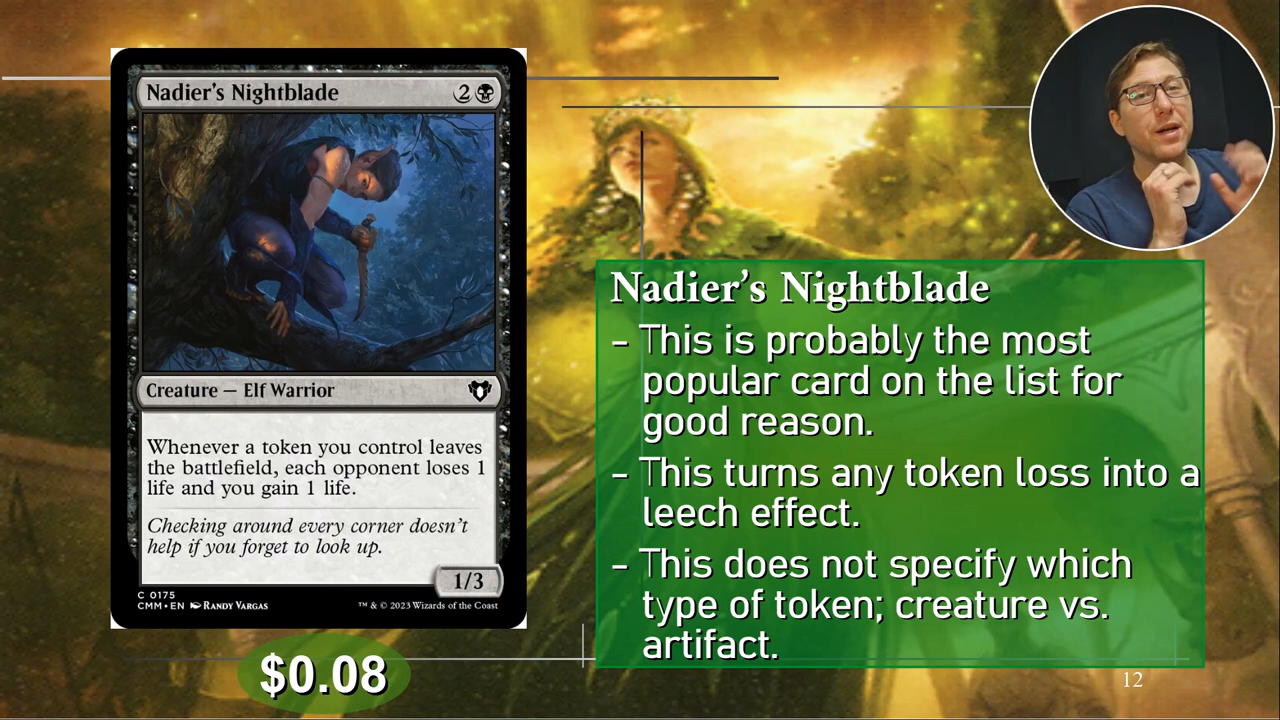 Nadier's Nightblade 2
Creature — Elf Warrior
Whenever a token you control leaves
the battlefield, each opponent loses 1
life and you gain 1 life.
Checking around every corner doesn't
help if you forget to look up.
1/3
C 0175
CMM • EN RANDY VARGAS
™ & © 2023 Wizards of the Coast
$0.08
Nadier's Nightblade
– This is probably the most
popular card on the list for
good reason.
– This turns any token loss into a
leech effect.
– This does not specify which
type of token; creature vs.
artifact.
12